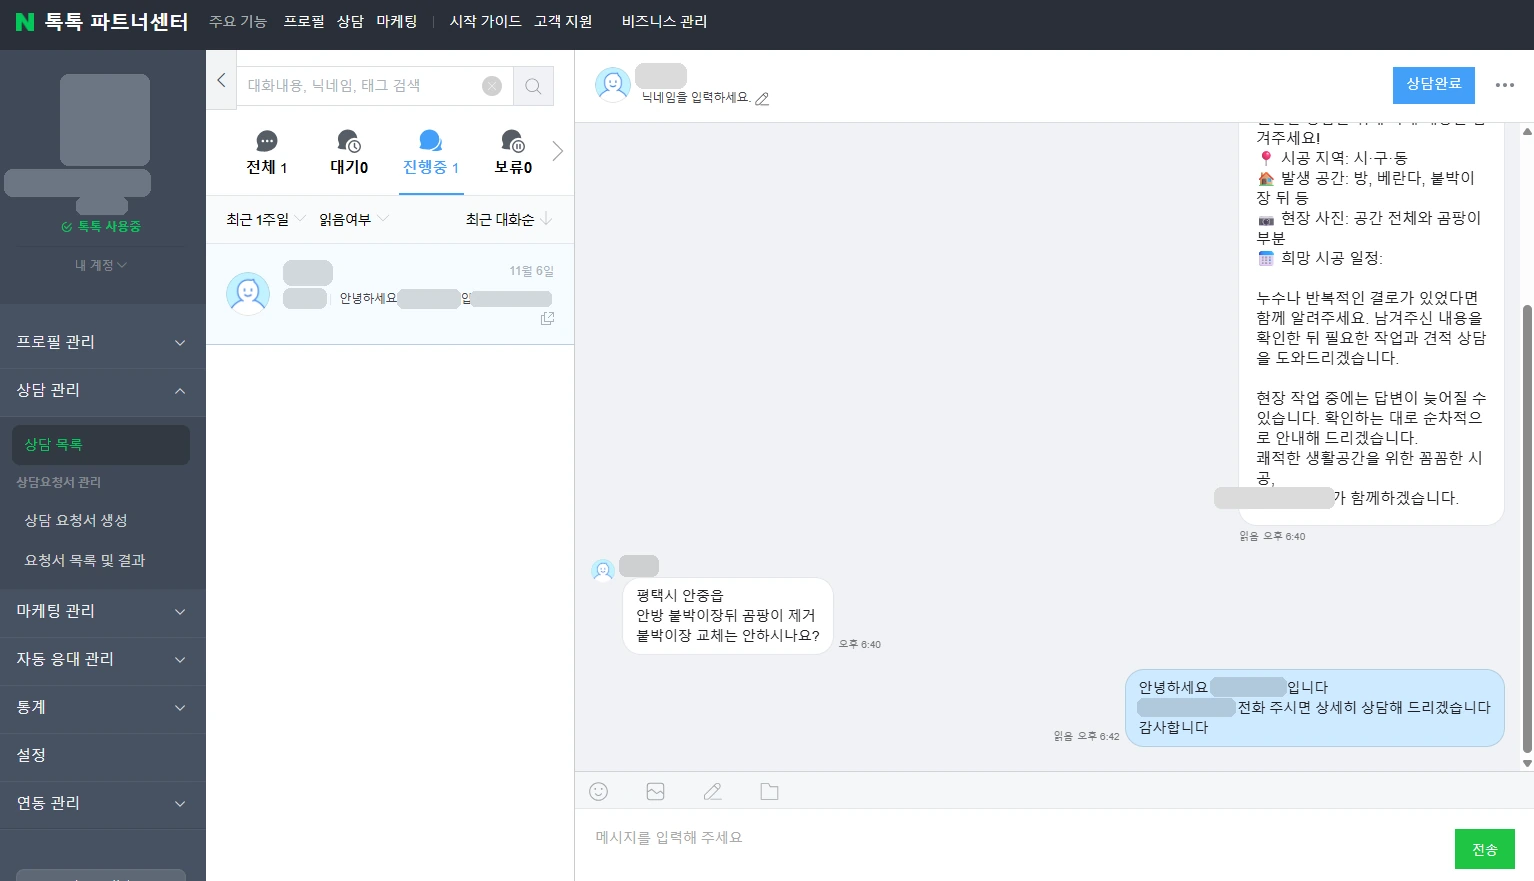 N 톡톡 파트너센터
주요 기능 프로필 상담 마케팅 시작 가이드 고객 지원 비즈니스 관리
톡톡 사용중
내 계정
프로필 관리
상담 관리
상담 목록
상담요청서 관리
상담 요청서 생성
요청서 목록 및 결과
마케팅 관리
자동 응대 관리
통계
설정
연동 관리
대화내용, 닉네임, 태그 검색
전체 1 대기0 진행중 1 보류0
최근 1주일 읽음여부 최근 대화순
11월 6일
안녕하세요 입
닉네임을 입력하세요.
상담완료
겨주세요!
📍 시공 지역: 시·구·동
🏠 발생 공간: 방, 베란다, 붙박이
장 뒤 등
📷 현장 사진: 공간 전체와 곰팡이
부분
🗓️ 희망 시공 일정:
누수나 반복적인 결로가 있었다면
함께 알려주세요. 남겨주신 내용을
확인한 뒤 필요한 작업과 견적 상담
을 도와드리겠습니다.
현장 작업 중에는 답변이 늦어질 수
있습니다. 확인하는 대로 순차적으
로 안내해 드리겠습니다.
쾌적한 생활공간을 위한 꼼꼼한 시
공,
가 함께하겠습니다.
읽음 오후 6:40
평택시 안중읍
안방 붙박이장뒤 곰팡이 제거
붙박이장 교체는 안하시나요?
오후 6:40
안녕하세요 입니다
전화 주시면 상세히 상담해 드리겠습니다
감사합니다
읽음 오후 6:42
메시지를 입력해 주세요
전송